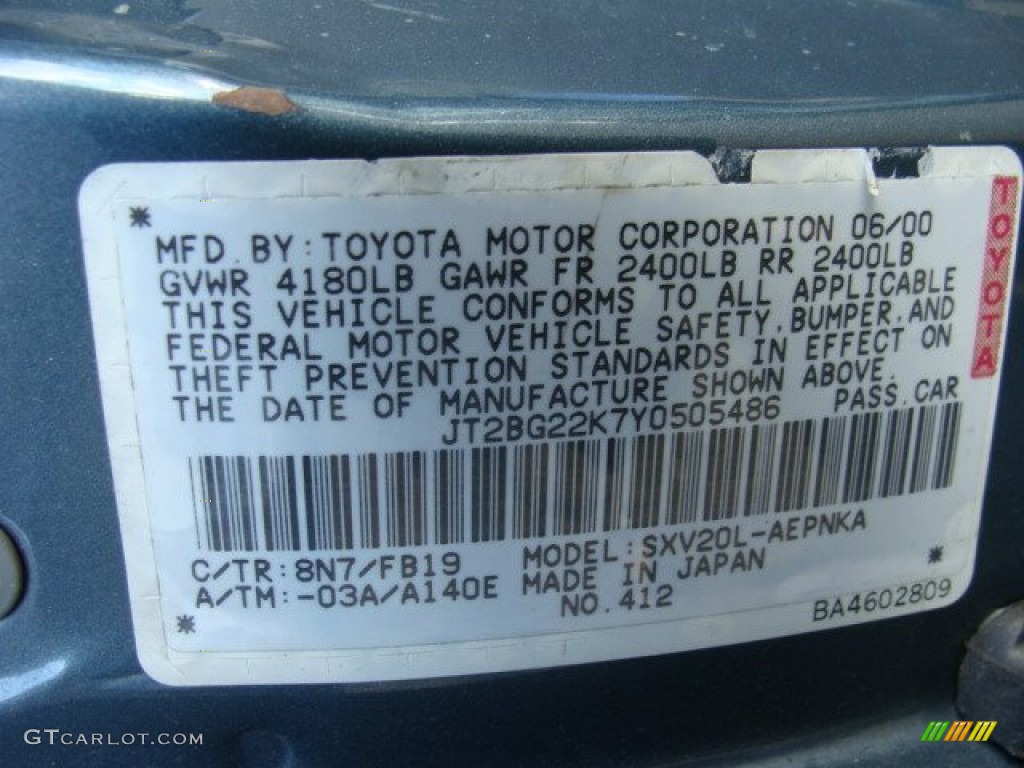 MFD. BY: TOYOTA MOTOR CORPORATION 06/00
GVWR 4180LB GAWR FR 2400LB RR 2400LB
THIS VEHICLE CONFORMS TO ALL APPLICABLE
FEDERAL MOTOR VEHICLE SAFETY, BUMPER, AND
THEFT PREVENTION STANDARDS IN EFFECT ON
THE DATE OF MANUFACTURE SHOWN ABOVE.
JT2BG22K7Y0505486 PASS. CAR
C/TR: 8N7/FB19 MODEL: SXV20L-AEPNKA
A/TM: -03A/A140E MADE IN JAPAN
NO. 412 BA4602809
TOYOTA
GTCARLOT.COM